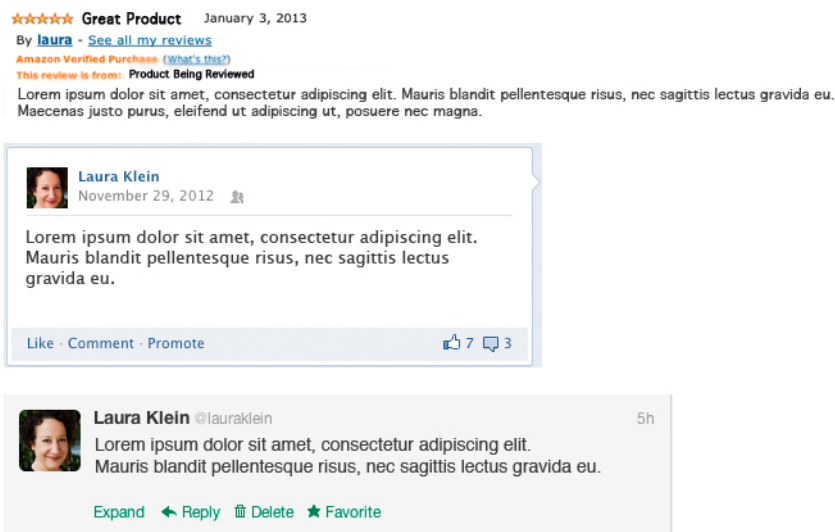 Great Product January 3, 2013
By laura - See all my reviews
Amazon Verified Purchase (What's this?)
This review is from: Product Being Reviewed
Lorem ipsum dolor sit amet, consectetur adipiscing elit. Mauris blandit pellentesque risus, nec sagittis lectus gravida eu.
Maecenas justo purus, eleifend ut adipiscing ut, posuere nec magna.
Laura Klein
November 29, 2012
Lorem ipsum dolor sit amet, consectetur adipiscing elit.
Mauris blandit pellentesque risus, nec sagittis lectus
gravida eu.
Like · Comment · Promote 7 3
Laura Klein @lauraklein 5h
Lorem ipsum dolor sit amet, consectetur adipiscing elit.
Mauris blandit pellentesque risus, nec sagittis lectus gravida eu.
Expand Reply Delete Favorite